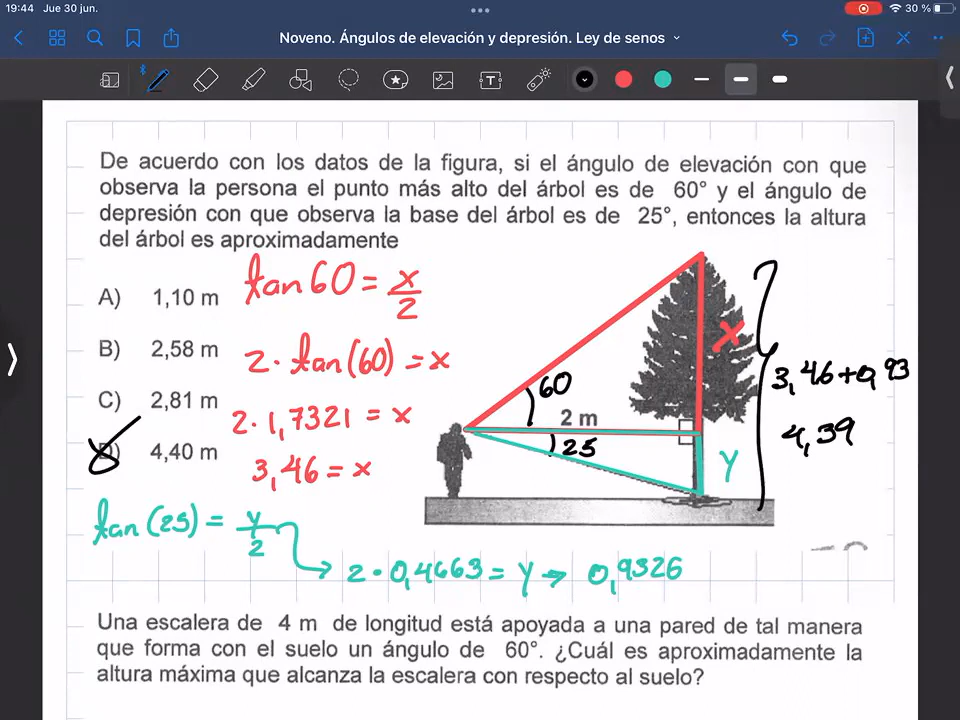 19:44 Jue 30 jun.
30 %
Noveno. Ángulos de elevación y depresión. Ley de senos
De acuerdo con los datos de la figura, si el ángulo de elevación con que
observa la persona el punto más alto del árbol es de 60° y el ángulo de
depresión con que observa la base del árbol es de 25°, entonces la altura
del árbol es aproximadamente
tan 60 = x/2
A) 1,10 m
B) 2,58 m
2 · tan(60) = x
C) 2,81 m
2 · 1,7321 = x
D) 4,40 m
3,46 = x
60
2 m
25
x
y
3,46+0,93
4,39
tan (25) = y/2
2 · 0,4663 = y → 0,9326
Una escalera de 4 m de longitud está apoyada a una pared de tal manera
que forma con el suelo un ángulo de 60°. ¿Cuál es aproximadamente la
altura máxima que alcanza la escalera con respecto al suelo?